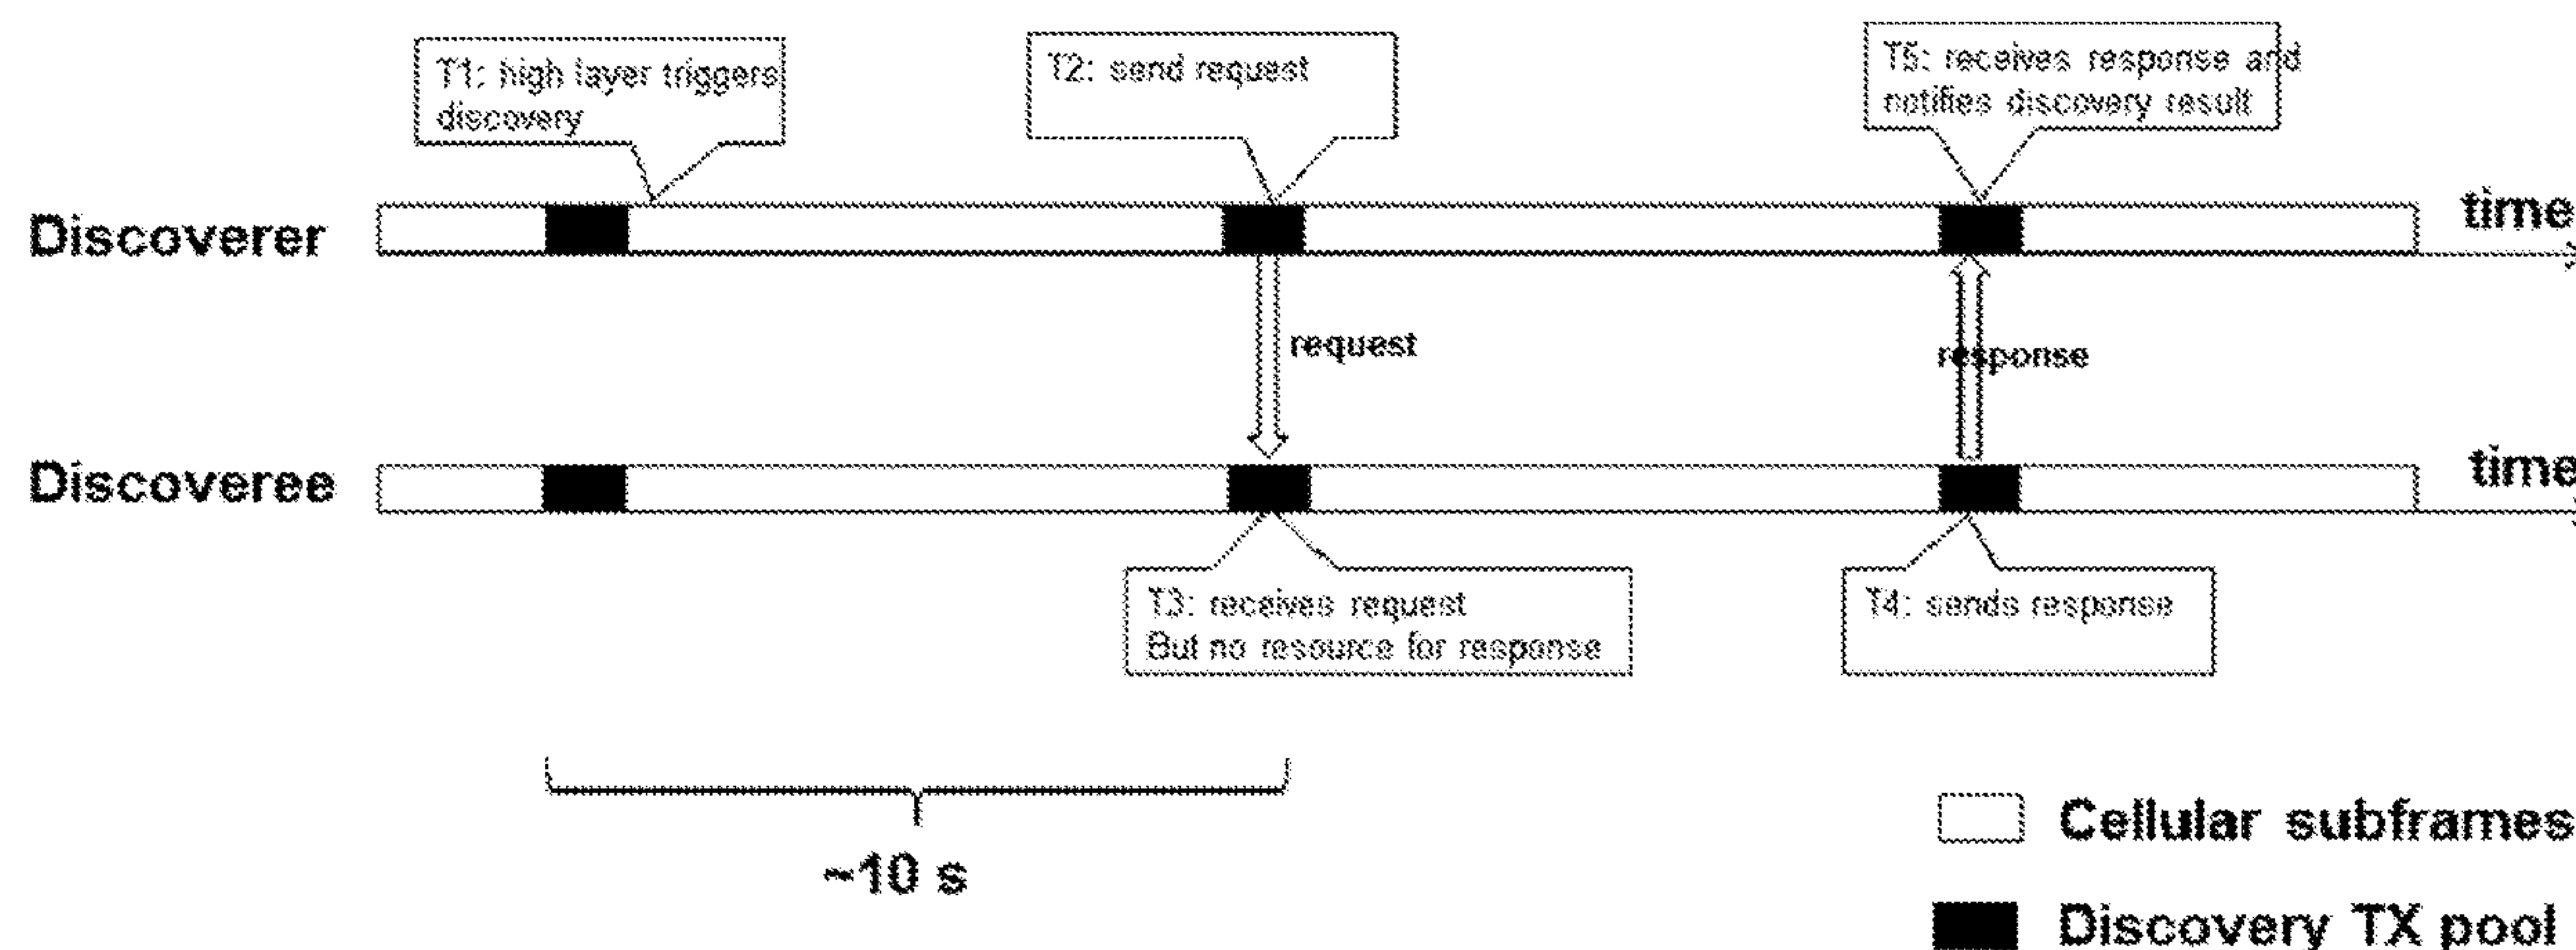 T1: high layer triggers
discovery
T2: send request
T5: receives response and
notifies discovery result
Discoverer
time
request
response
Discoveree
time
T3: receives request
But no resource for response
T4: sends response
~10 s
Cellular subframes
Discovery TX pool